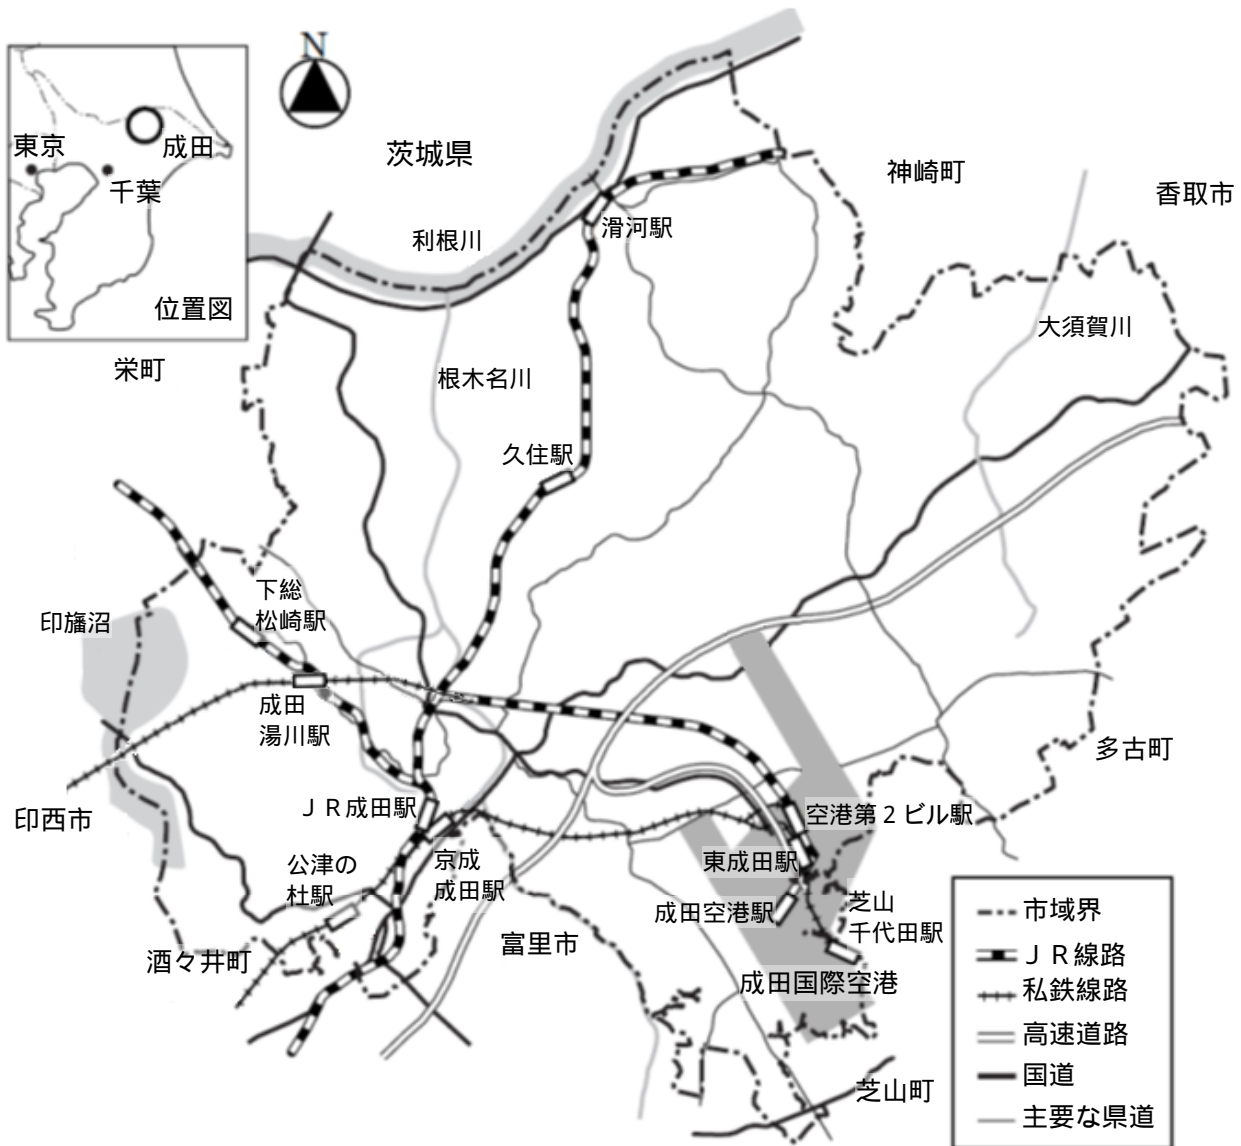 N
東京
成田
千葉
位置図
茨城県
神崎町
香取市
利根川
滑河駅
大須賀川
栄町
根木名川
久住駅
下総
松崎駅
印旛沼
成田
湯川駅
多古町
印西市
JR成田駅
空港第2ビル駅
公津の
杜駅
京成
成田駅
東成田駅
成田空港駅
芝山
千代田駅
酒々井町
富里市
成田国際空港
芝山町
市域界
JR線路
私鉄線路
高速道路
国道
主要な県道